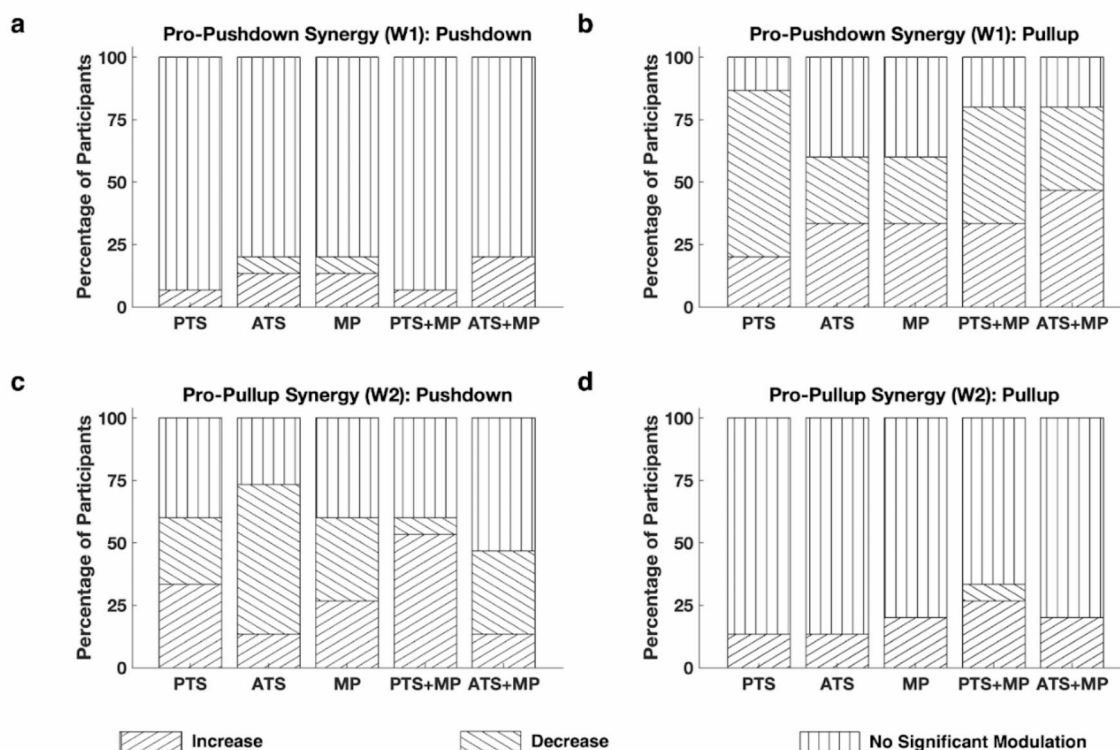 a
Pro-Pushdown Synergy (W1): Pushdown
Percentage of Participants
100
75
50
25
0
PTS ATS MP PTS+MP ATS+MP
b
Pro-Pushdown Synergy (W1): Pullup
Percentage of Participants
100
75
50
25
0
PTS ATS MP PTS+MP ATS+MP
c
Pro-Pullup Synergy (W2): Pushdown
Percentage of Participants
100
75
50
25
0
PTS ATS MP PTS+MP ATS+MP
d
Pro-Pullup Synergy (W2): Pullup
Percentage of Participants
100
75
50
25
0
PTS ATS MP PTS+MP ATS+MP
Increase Decrease No Significant Modulation